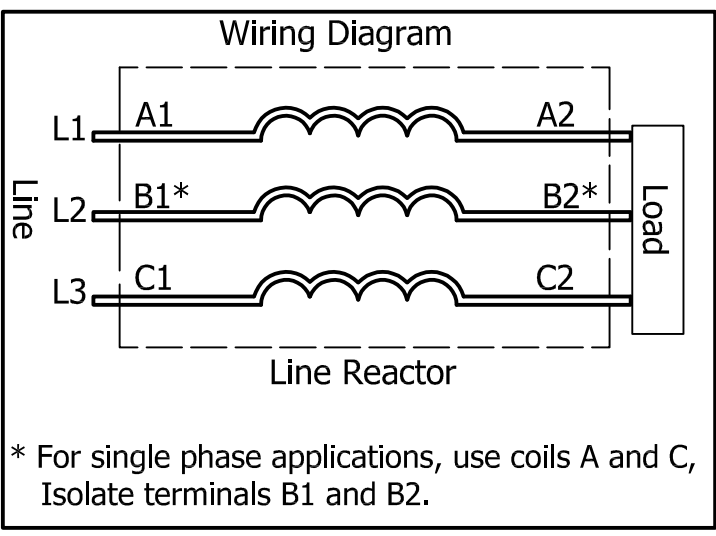 Wiring Diagram
L1 A1 A2
Line L2 B1* B2* Load
L3 C1 C2
Line Reactor
* For single phase applications, use coils A and C,
Isolate terminals B1 and B2.